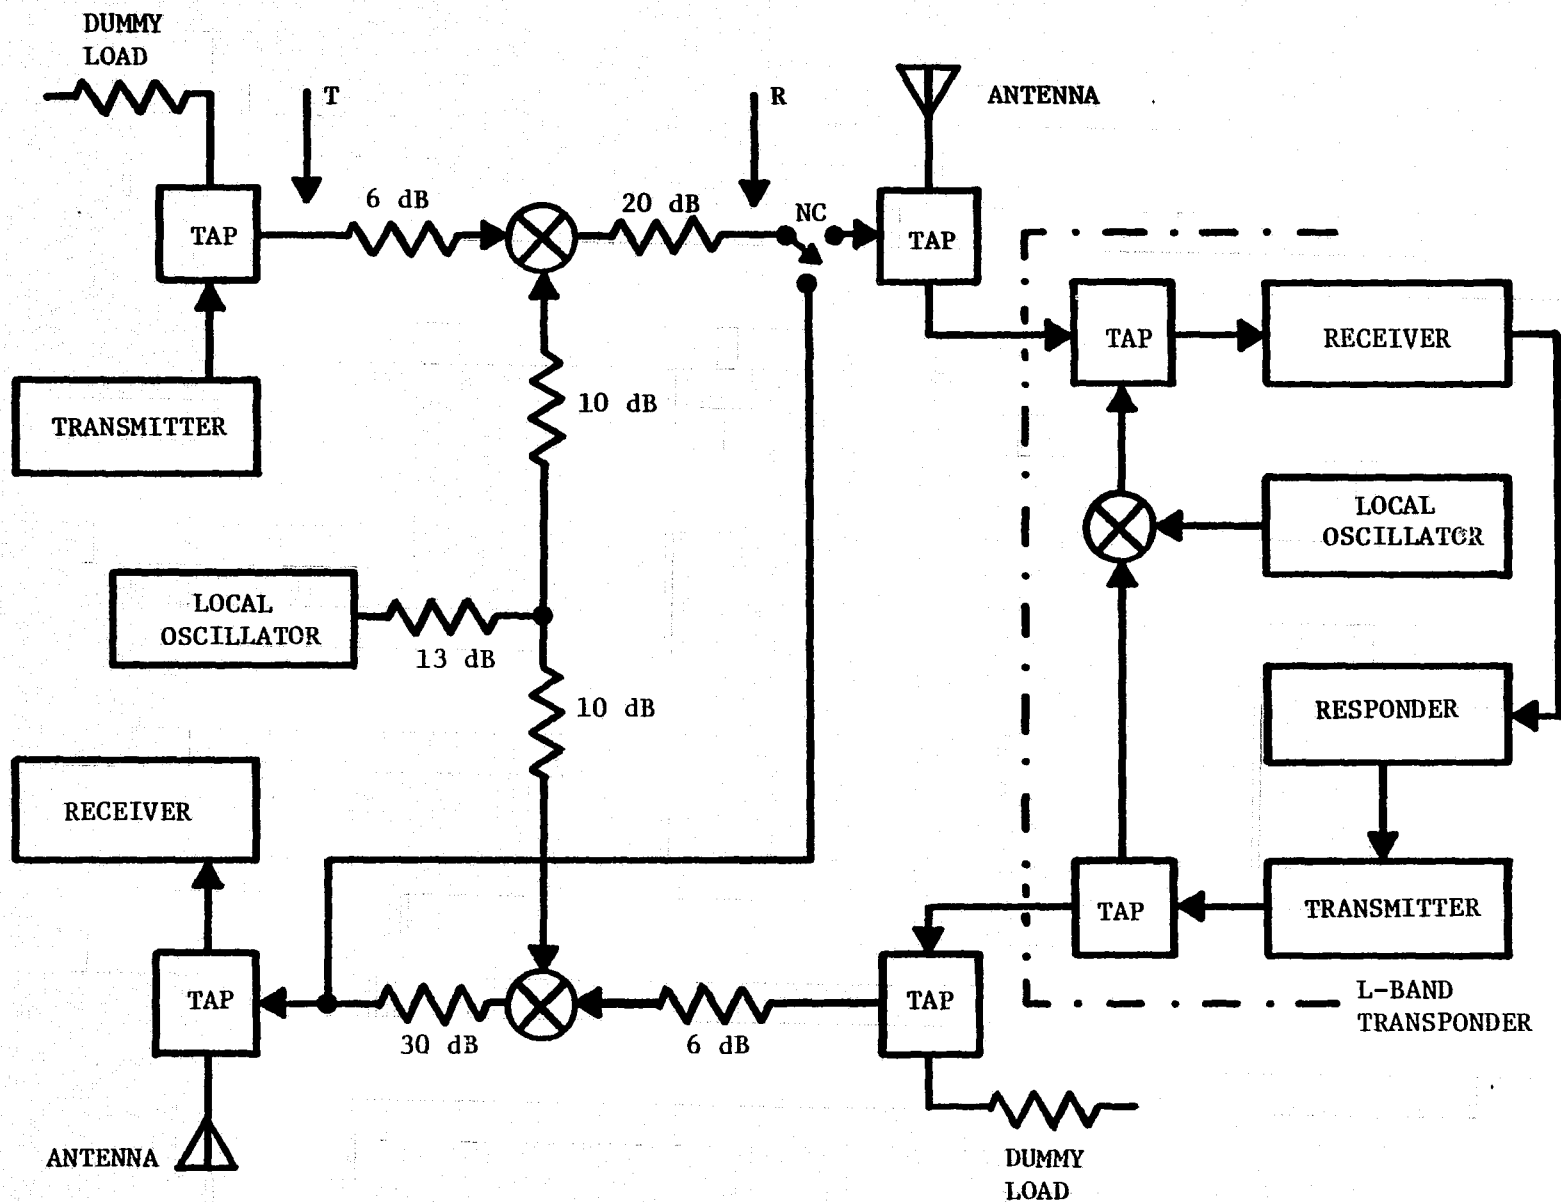 DUMMY
LOAD
T
R
ANTENNA
6 dB
20 dB
NC
TAP
TAP
TAP
RECEIVER
10 dB
TRANSMITTER
LOCAL
OSCILLATOR
LOCAL
OSCILLATOR
13 dB
10 dB
RESPONDER
RECEIVER
TAP
TRANSMITTER
TAP
TAP
L-BAND
TRANSPONDER
30 dB
6 dB
ANTENNA
DUMMY
LOAD